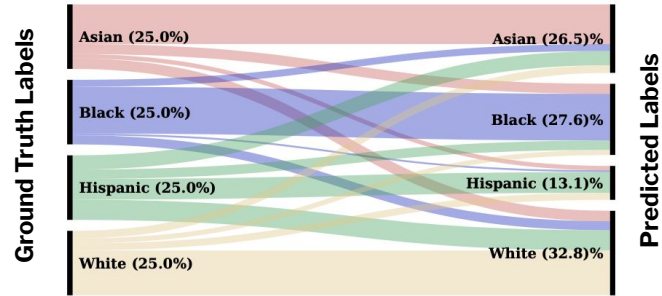 Ground Truth Labels
Asian (25.0%)
Black (25.0%)
Hispanic (25.0%)
White (25.0%)
Asian (26.5)%
Black (27.6)%
Hispanic (13.1)%
White (32.8)%
Predicted Labels